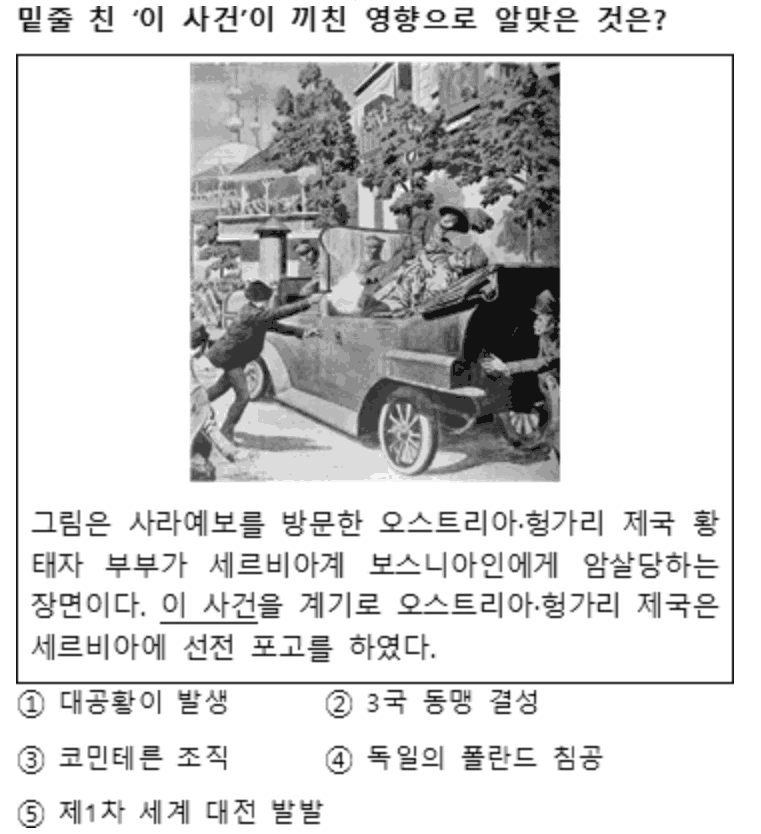 밑줄 친 ‘이 사건’이 끼친 영향으로 알맞은 것은?
그림은 사라예보를 방문한 오스트리아·헝가리 제국 황
태자 부부가 세르비아계 보스니아인에게 암살당하는
장면이다. 이 사건을 계기로 오스트리아·헝가리 제국은
세르비아에 선전 포고를 하였다.
① 대공황이 발생 ② 3국 동맹 결성
③ 코민테른 조직 ④ 독일의 폴란드 침공
⑤ 제1차 세계 대전 발발